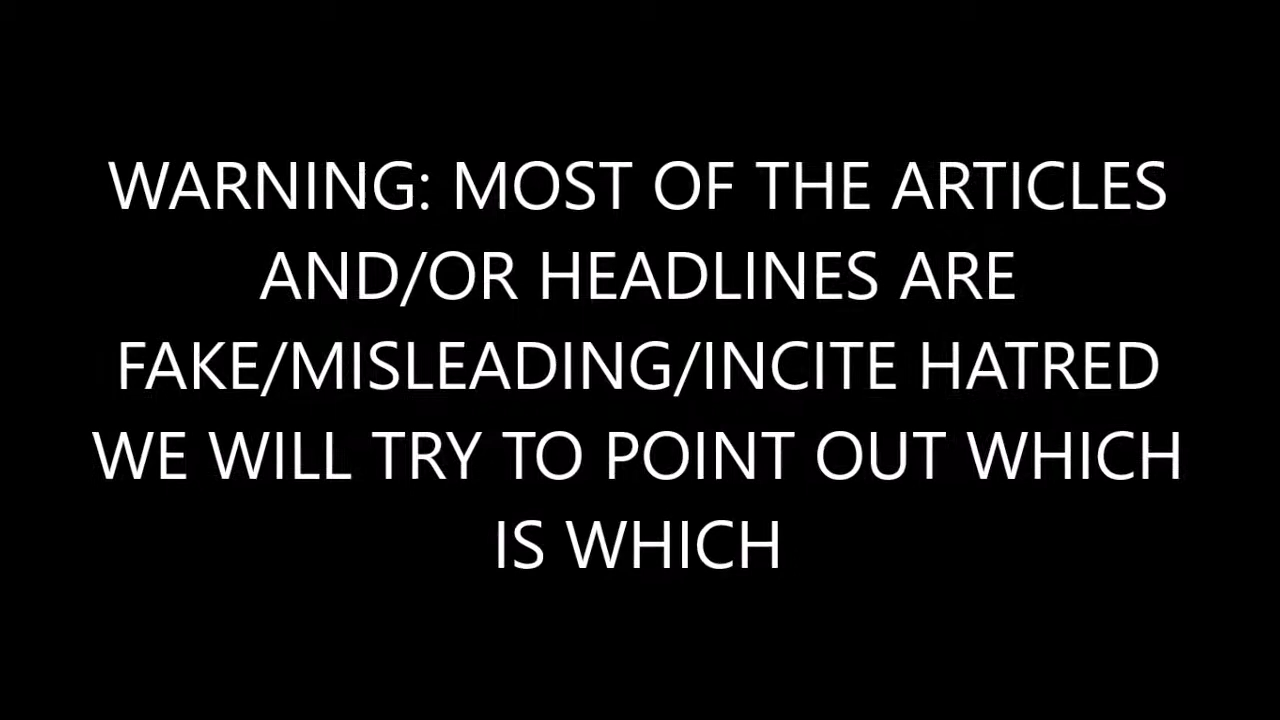 WARNING: MOST OF THE ARTICLES
AND/OR HEADLINES ARE
FAKE/MISLEADING/INCITE HATRED
WE WILL TRY TO POINT OUT WHICH
IS WHICH